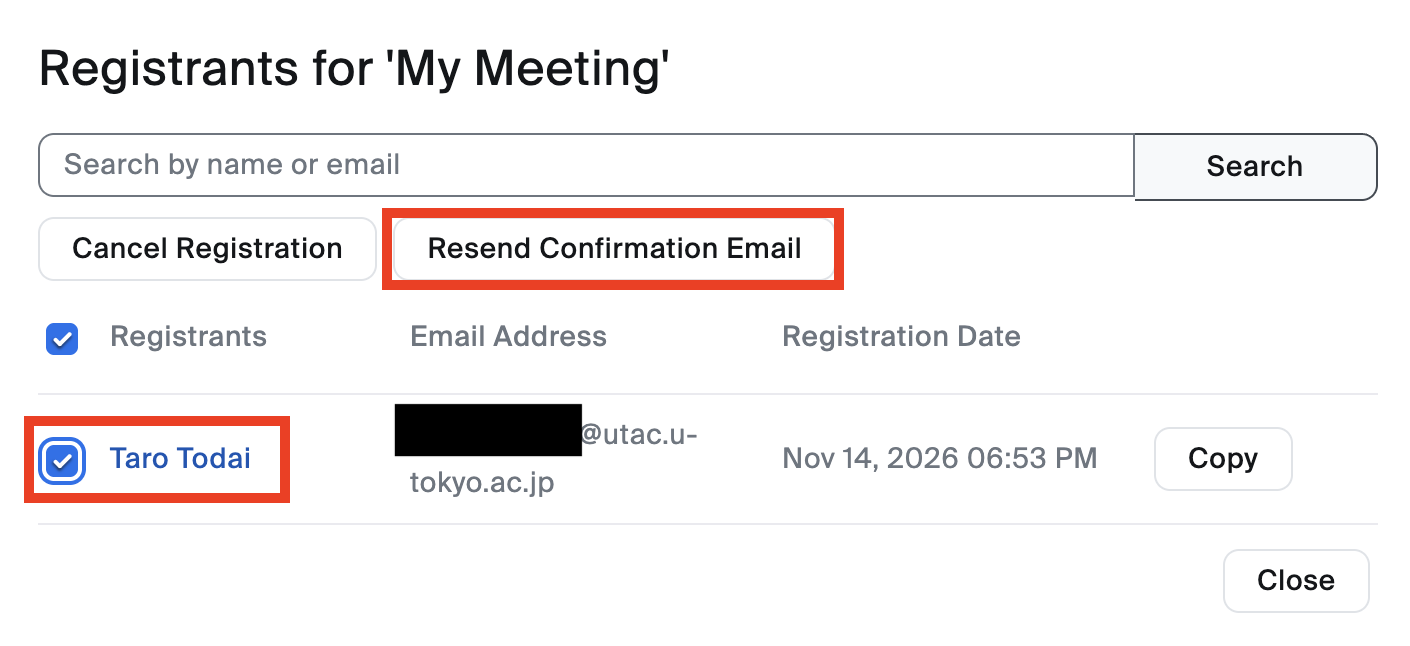 Registrants for 'My Meeting'
Search by name or email
Search
Cancel Registration
Resend Confirmation Email
Registrants
Email Address
Registration Date
Taro Todai
@utac.u-
tokyo.ac.jp
Nov 14, 2026 06:53 PM
Copy
Close